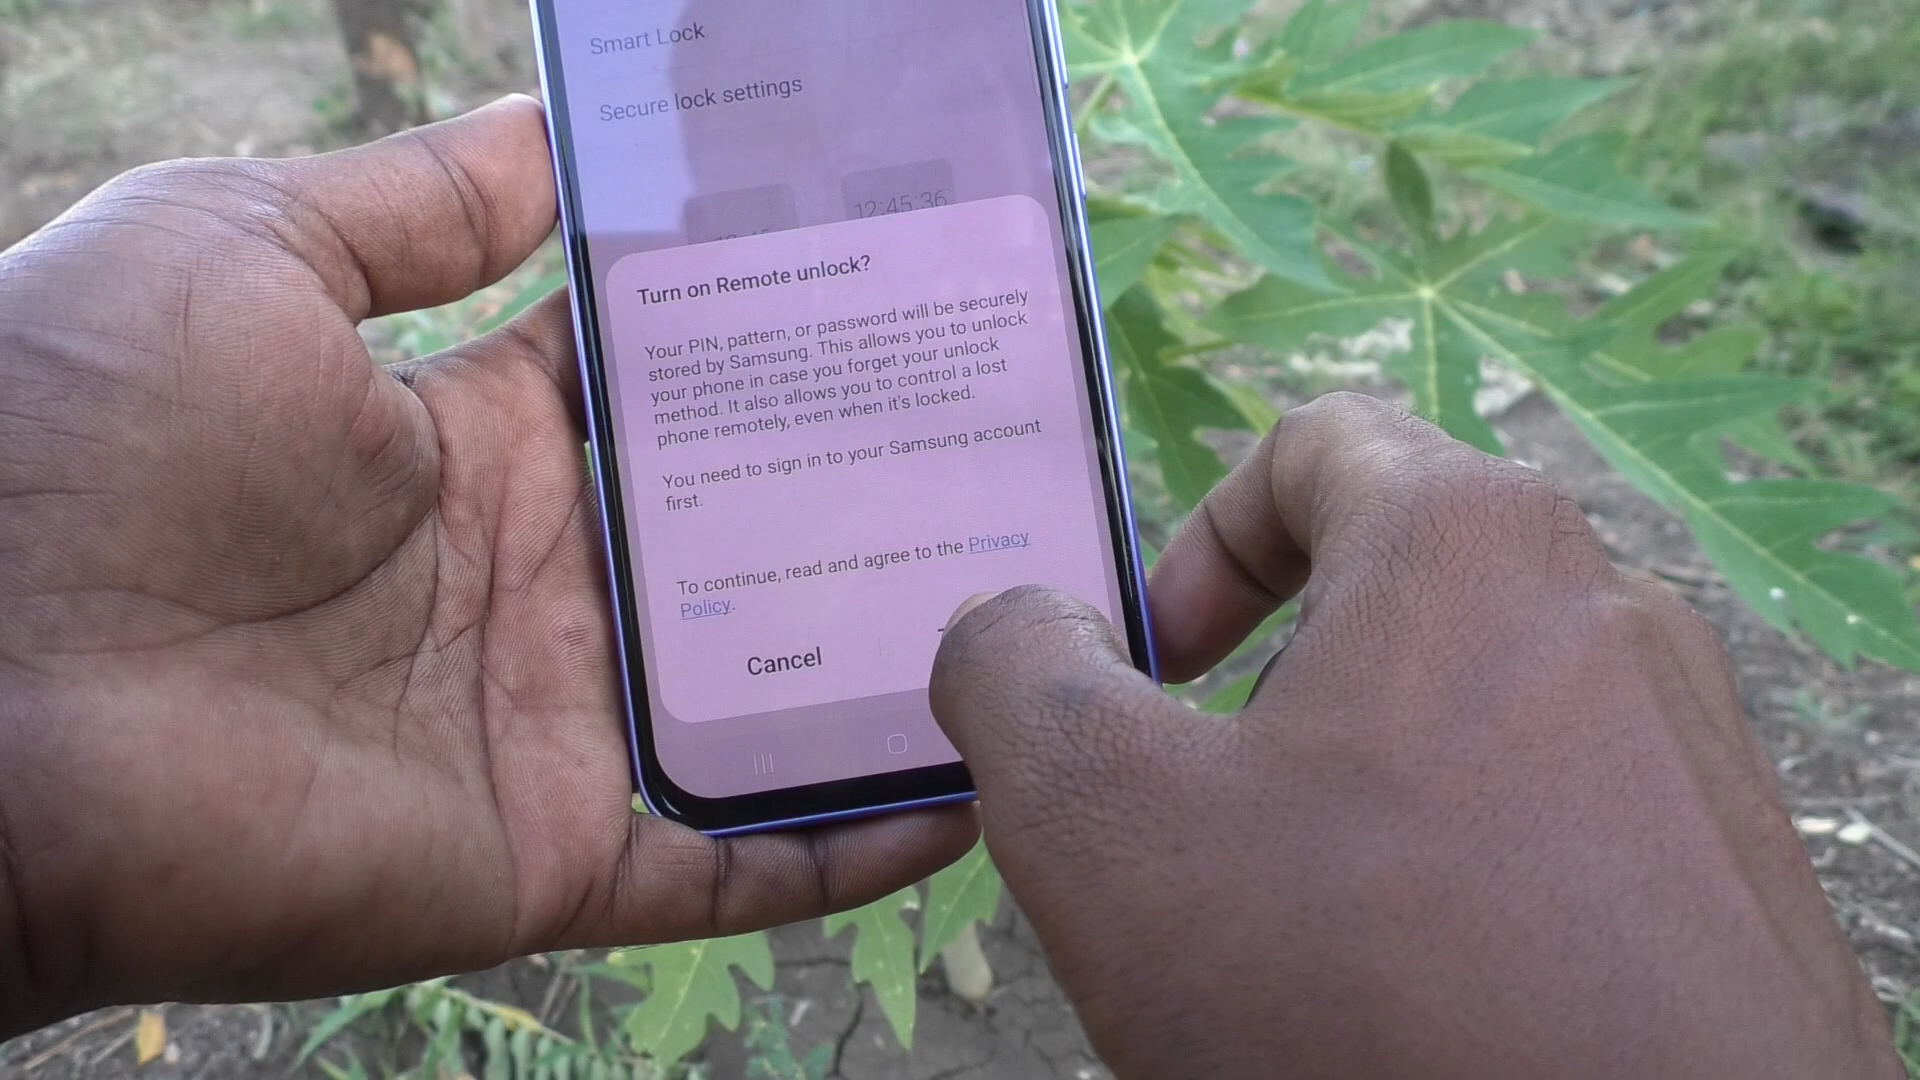 Smart Lock
Secure lock settings
12:45:36
Turn on Remote unlock?
Your PIN, pattern, or password will be securely
stored by Samsung. This allows you to unlock
your phone in case you forget your unlock
method. It also allows you to control a lost
phone remotely, even when it's locked.
You need to sign in to your Samsung account
first.
To continue, read and agree to the Privacy
Policy.
Cancel